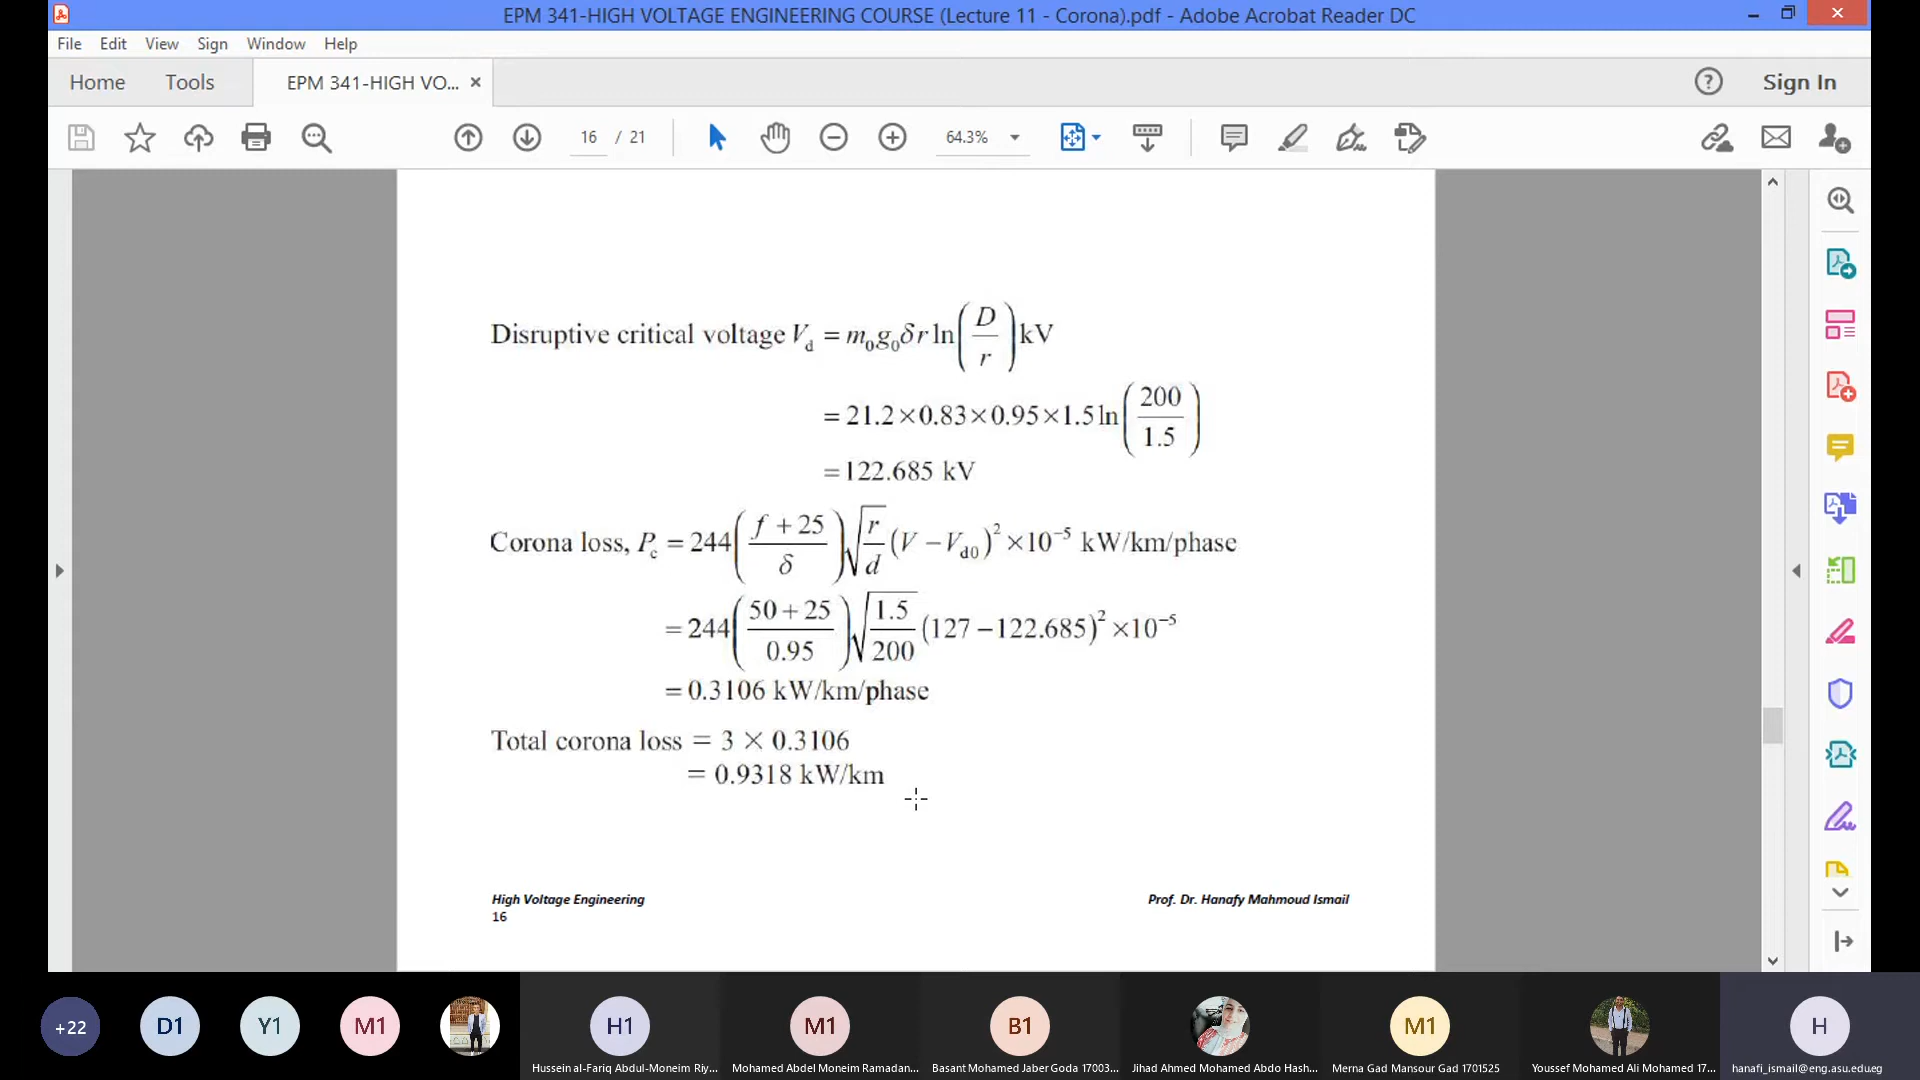 EPM 341-HIGH VOLTAGE ENGINEERING COURSE (Lecture 11 - Corona).pdf - Adobe Acrobat Reader DC
File Edit View Sign Window Help
Home Tools EPM 341-HIGH VO... × Sign In
16 / 21 64.3%
Disruptive critical voltage V_d = m₀g₀δr ln(D/r) kV
= 21.2×0.83×0.95×1.5 ln(200/1.5)
=122.685 kV
Corona loss, P_c = 244((f + 25)/δ)√(r/d)(V – V_d0)² ×10⁻⁵ kW/km/phase
= 244((50 + 25)/0.95)√(1.5/200)(127 – 122.685)² ×10⁻⁵
= 0.3106 kW/km/phase
Total corona loss = 3 × 0.3106
= 0.9318 kW/km
High Voltage Engineering Prof. Dr. Hanafy Mahmoud Ismail
16
+22 D1 Y1 M1 H1 M1 B1 M1 H
Hussein al-Fariq Abdul-Moneim Riy... Mohamed Abdel Moneim Ramadan... Basant Mohamed Jaber Goda 17003... Jihad Ahmed Mohamed Abdo Hash... Merna Gad Mansour Gad 1701525 Youssef Mohamed Ali Mohamed 17... hanafi_ismail@eng.asu.edu.eg